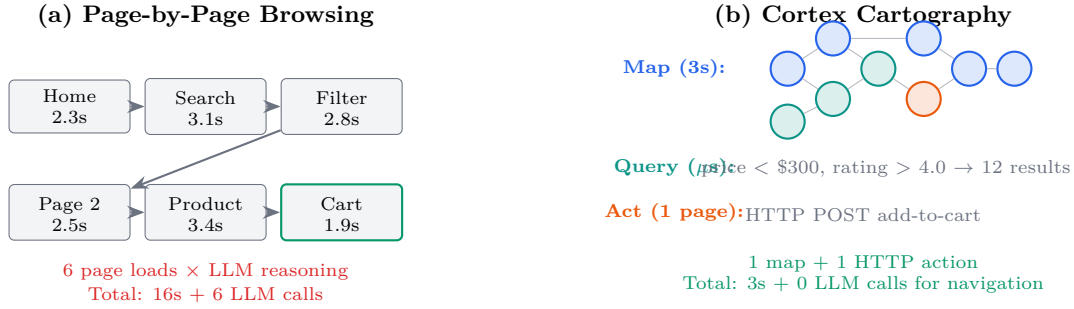 (a) Page-by-Page Browsing
Home
2.3s
Search
3.1s
Filter
2.8s
Page 2
2.5s
Product
3.4s
Cart
1.9s
6 page loads × LLM reasoning
Total: 16s + 6 LLM calls
(b) Cortex Cartography
Map (3s):
Query (μs):
price < $300, rating > 4.0 → 12 results
Act (1 page):
HTTP POST add-to-cart
1 map + 1 HTTP action
Total: 3s + 0 LLM calls for navigation